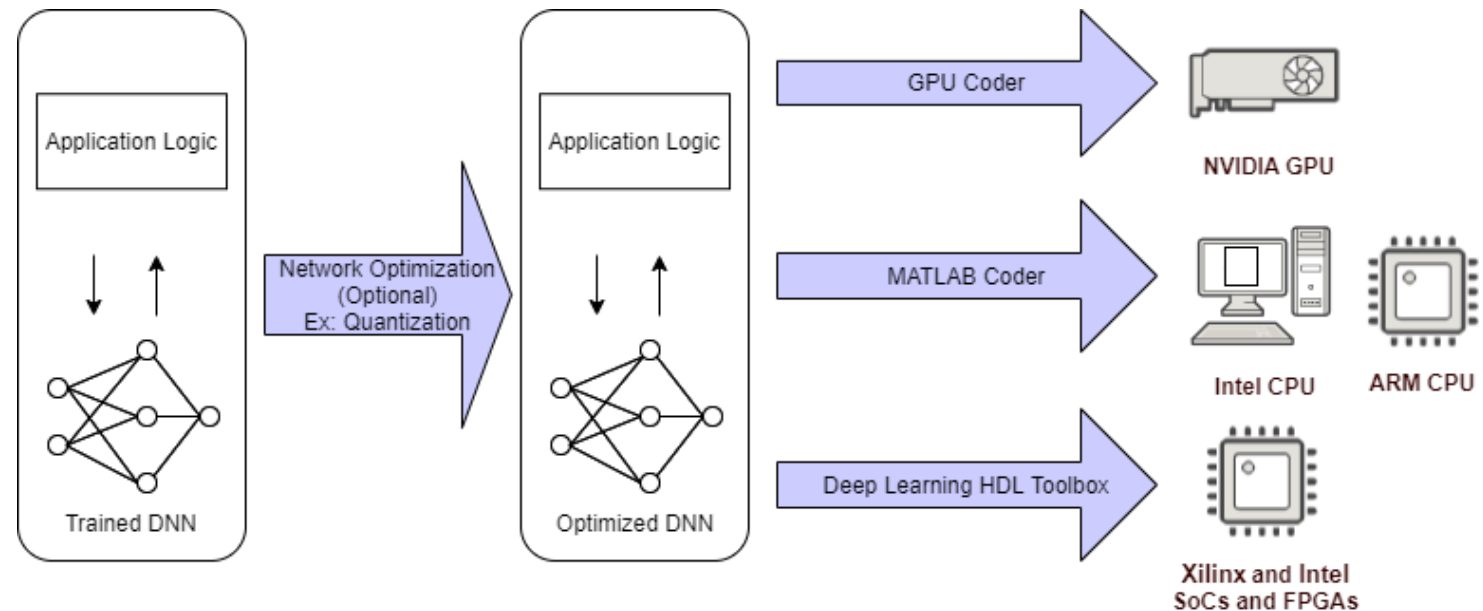 Application Logic
Trained DNN
Network Optimization
(Optional)
Ex: Quantization
Application Logic
Optimized DNN
GPU Coder
NVIDIA GPU
MATLAB Coder
Intel CPU
ARM CPU
Deep Learning HDL Toolbox
Xilinx and Intel
SoCs and FPGAs